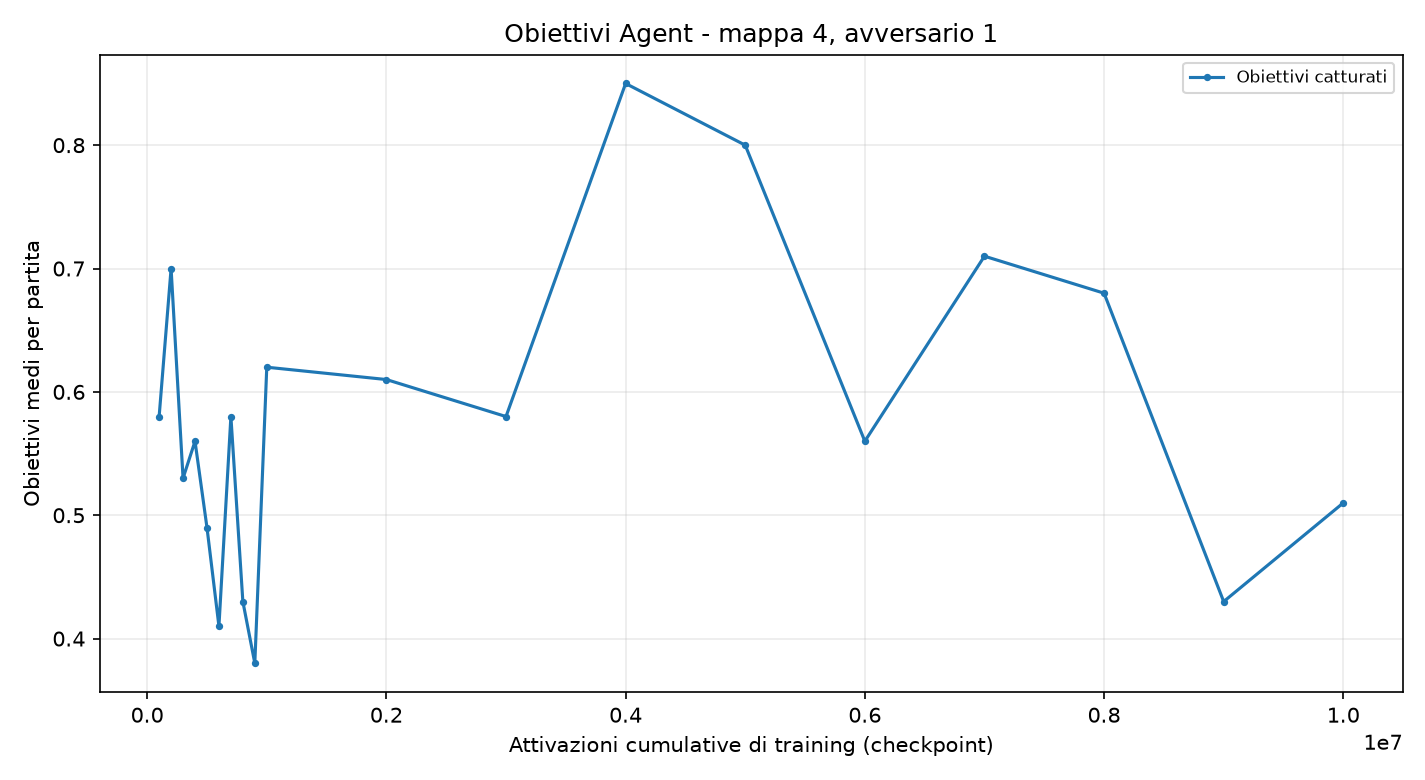 Obiettivi Agent - mappa 4, avversario 1
Obiettivi catturati
Obiettivi medi per partita
0.8
0.7
0.6
0.5
0.4
0.0 0.2 0.4 0.6 0.8 1.0
1e7
Attivazioni cumulative di training (checkpoint)